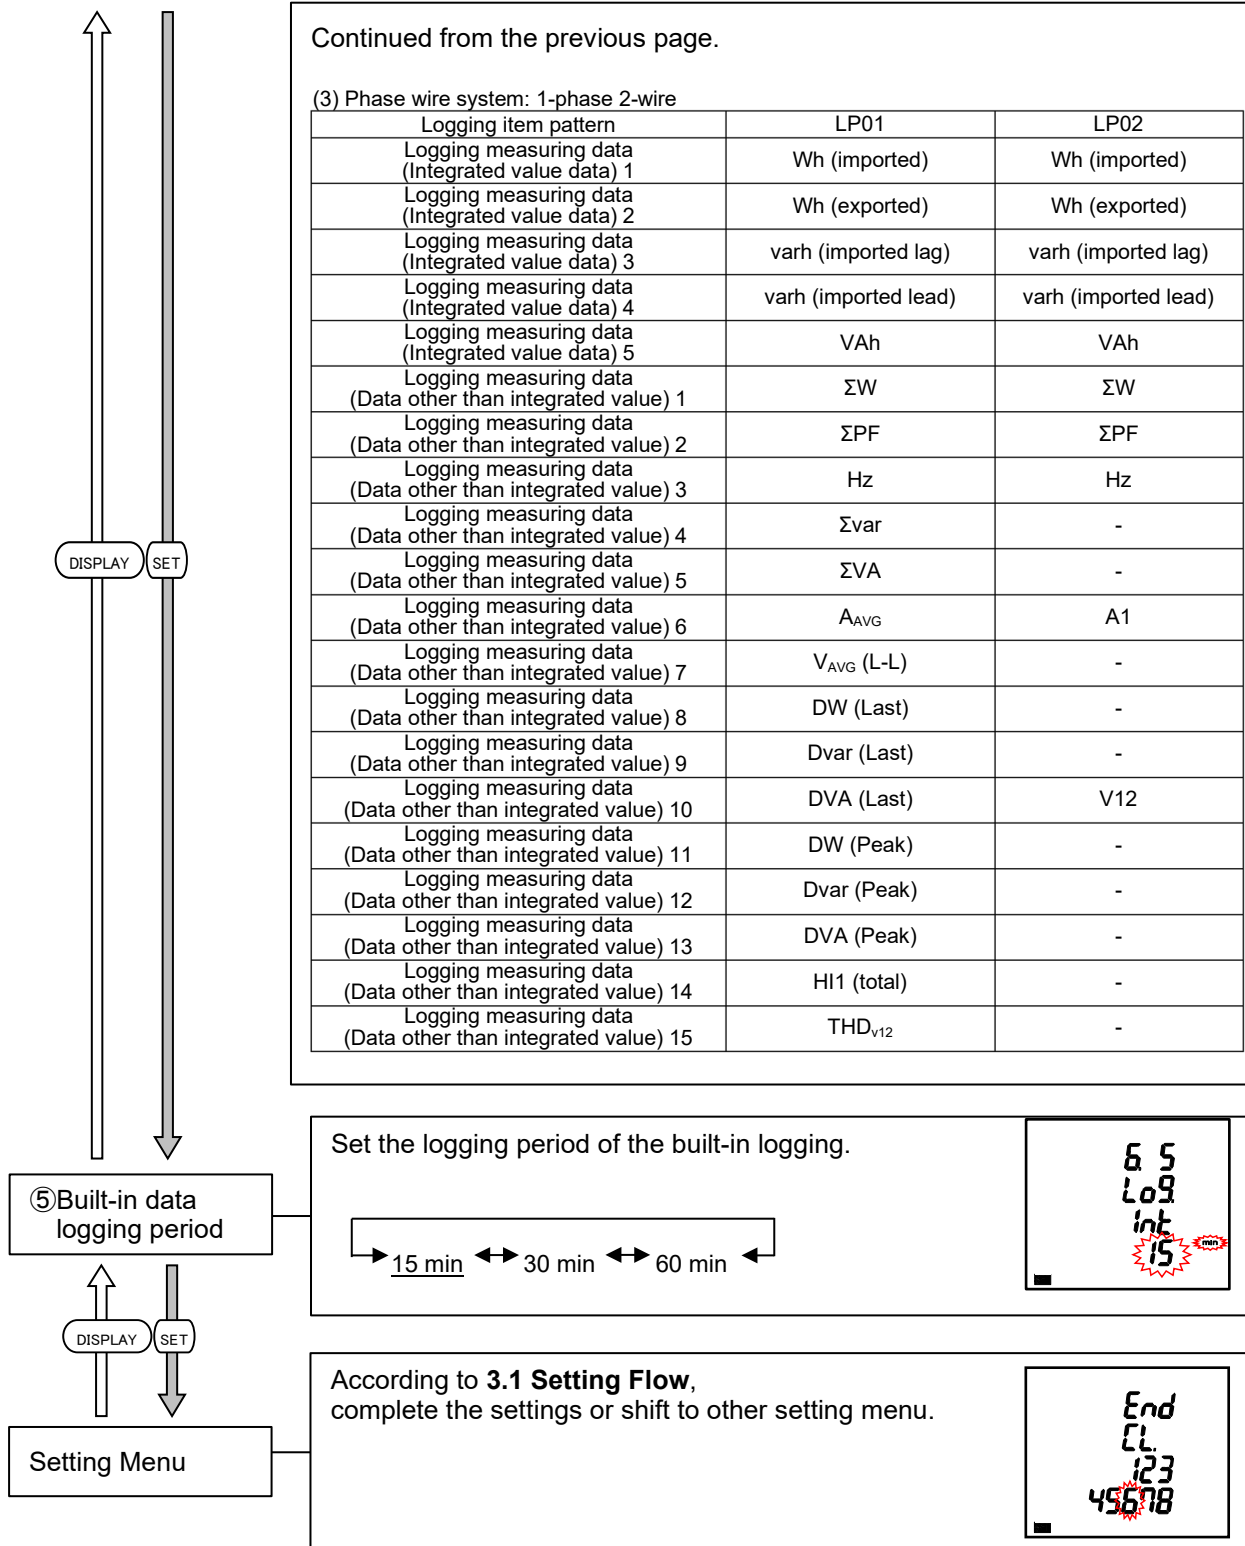 Continued from the previous page.
(3) Phase wire system: 1-phase 2-wire
Logging item pattern LP01 LP02
Logging measuring data
(Integrated value data) 1 Wh (imported) Wh (imported)
Logging measuring data
(Integrated value data) 2 Wh (exported) Wh (exported)
Logging measuring data
(Integrated value data) 3 varh (imported lag) varh (imported lag)
Logging measuring data
(Integrated value data) 4 varh (imported lead) varh (imported lead)
Logging measuring data
(Integrated value data) 5 VAh VAh
Logging measuring data
(Data other than integrated value) 1 ΣW ΣW
Logging measuring data
(Data other than integrated value) 2 ΣPF ΣPF
Logging measuring data
(Data other than integrated value) 3 Hz Hz
Logging measuring data
(Data other than integrated value) 4 Σvar -
Logging measuring data
(Data other than integrated value) 5 ΣVA -
Logging measuring data
(Data other than integrated value) 6 AAVG A1
Logging measuring data
(Data other than integrated value) 7 VAVG (L-L) -
Logging measuring data
(Data other than integrated value) 8 DW (Last) -
Logging measuring data
(Data other than integrated value) 9 Dvar (Last) -
Logging measuring data
(Data other than integrated value) 10 DVA (Last) V12
Logging measuring data
(Data other than integrated value) 11 DW (Peak) -
Logging measuring data
(Data other than integrated value) 12 Dvar (Peak) -
Logging measuring data
(Data other than integrated value) 13 DVA (Peak) -
Logging measuring data
(Data other than integrated value) 14 HI1 (total) -
Logging measuring data
(Data other than integrated value) 15 THDv12 -
DISPLAY SET
⑤Built-in data
logging period
Set the logging period of the built-in logging.
15 min 30 min 60 min
6. 5
Log.
Int
15 min
DISPLAY SET
Setting Menu
According to 3.1 Setting Flow,
complete the settings or shift to other setting menu.
End
CL.
123
45678